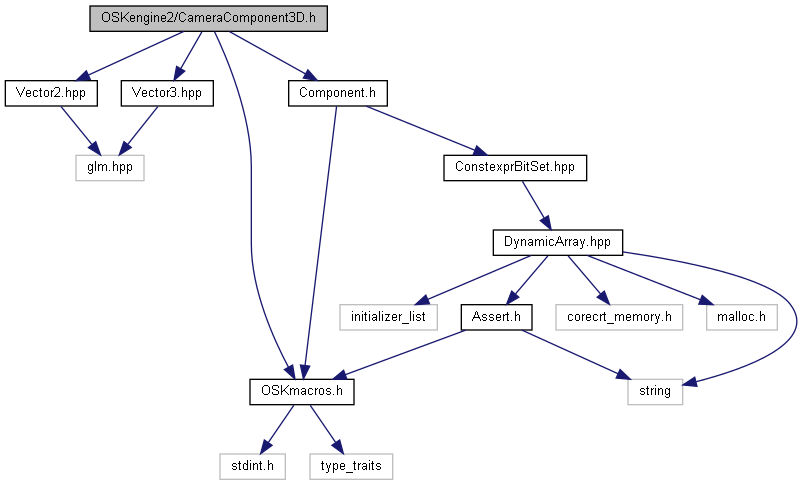 OSKengine2/CameraComponent3D.h
Vector2.hpp
Vector3.hpp
Component.h
glm.hpp
ConstexprBitSet.hpp
DynamicArray.hpp
initializer_list
Assert.h
corecrt_memory.h
malloc.h
OSKmacros.h
string
stdint.h
type_traits